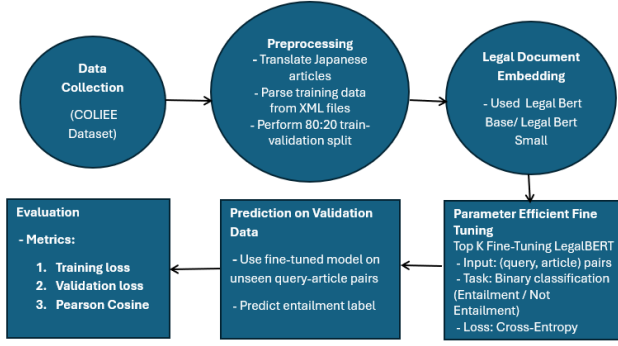 Data
Collection
(COLIEE
Dataset)
Preprocessing
- Translate Japanese
articles
- Parse training data
from XML files
- Perform 80:20 train-
validation split
Legal Document
Embedding
- Used Legal Bert
Base/ Legal Bert
Small
Parameter Efficient Fine
Tuning
Top K Fine-Tuning LegalBERT
- Input: (query, article) pairs
- Task: Binary classification
(Entailment / Not
Entailment)
- Loss: Cross-Entropy
Prediction on Validation
Data
- Use fine-tuned model on
unseen query-article pairs
- Predict entailment label
Evaluation
- Metrics:
1. Training loss
2. Validation loss
3. Pearson Cosine